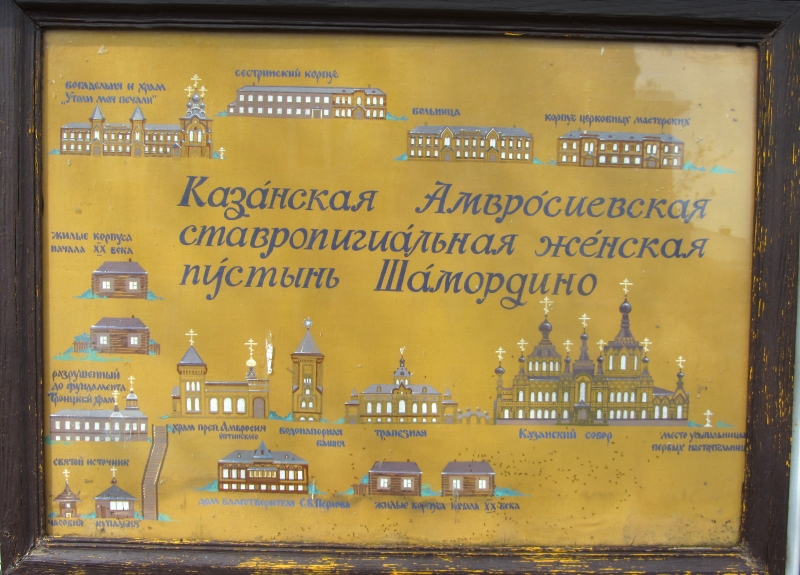 богадельня и храм
„Утоли моя печали"
сестринский корпус
больница
корпус церковных мастерских
Каза́нская Амвро́сиевская
ставропигиа́льная же́нская
пу́стынь Ша́мордино
жилые корпуса
начала XX века
разрушенный
до фундамента
Троицкий храм
храм преп. Амвросия
оптинского
водонапорная
башня
трапезная
Казанский собор
место усыпальницы
первых настоятельниц
святой источник
часовня купальня
дом благотворителя С.В. Перлова
жилые корпуса начала XX века